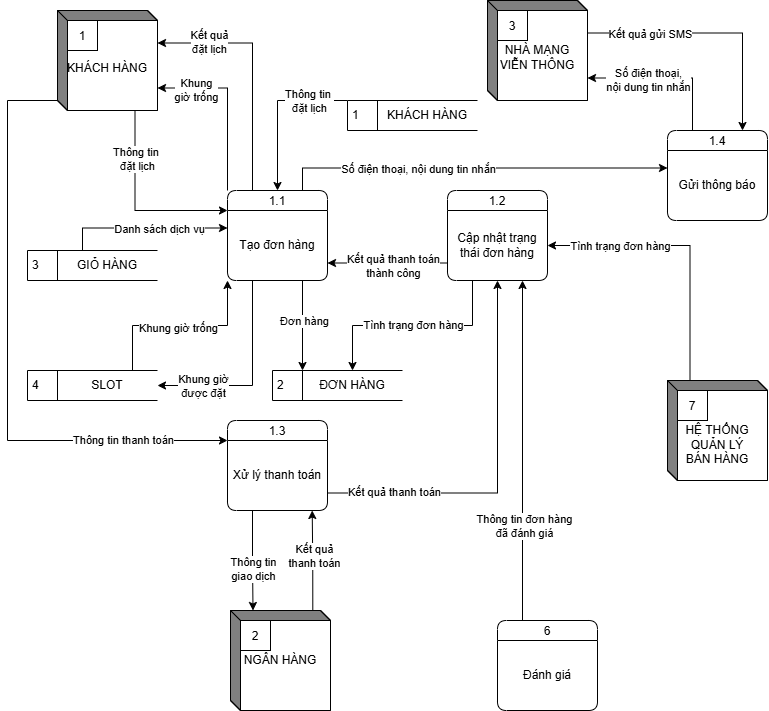 1
KHÁCH HÀNG
Kết quả
đặt lịch
Khung
giờ trống
Thông tin
đặt lịch
1
KHÁCH HÀNG
3
NHÀ MẠNG
VIỄN THÔNG
Kết quả gửi SMS
Số điện thoại,
nội dung tin nhắn
Thông tin
đặt lịch
1.4
Gửi thông báo
Số điện thoại, nội dung tin nhắn
1.1
Tạo đơn hàng
1.2
Cập nhật trạng
thái đơn hàng
Danh sách dịch vụ
3
GIỎ HÀNG
Kết quả thanh toán
thành công
Tình trạng đơn hàng
Khung giờ trống
Đơn hàng
Tình trạng đơn hàng
4
SLOT
Khung giờ
được đặt
2
ĐƠN HÀNG
7
HỆ THỐNG
QUẢN LÝ
BÁN HÀNG
Thông tin thanh toán
1.3
Xử lý thanh toán
Kết quả thanh toán
Thông tin đơn hàng
đã đánh giá
Thông tin
giao dịch
Kết quả
thanh toán
2
NGÂN HÀNG
6
Đánh giá